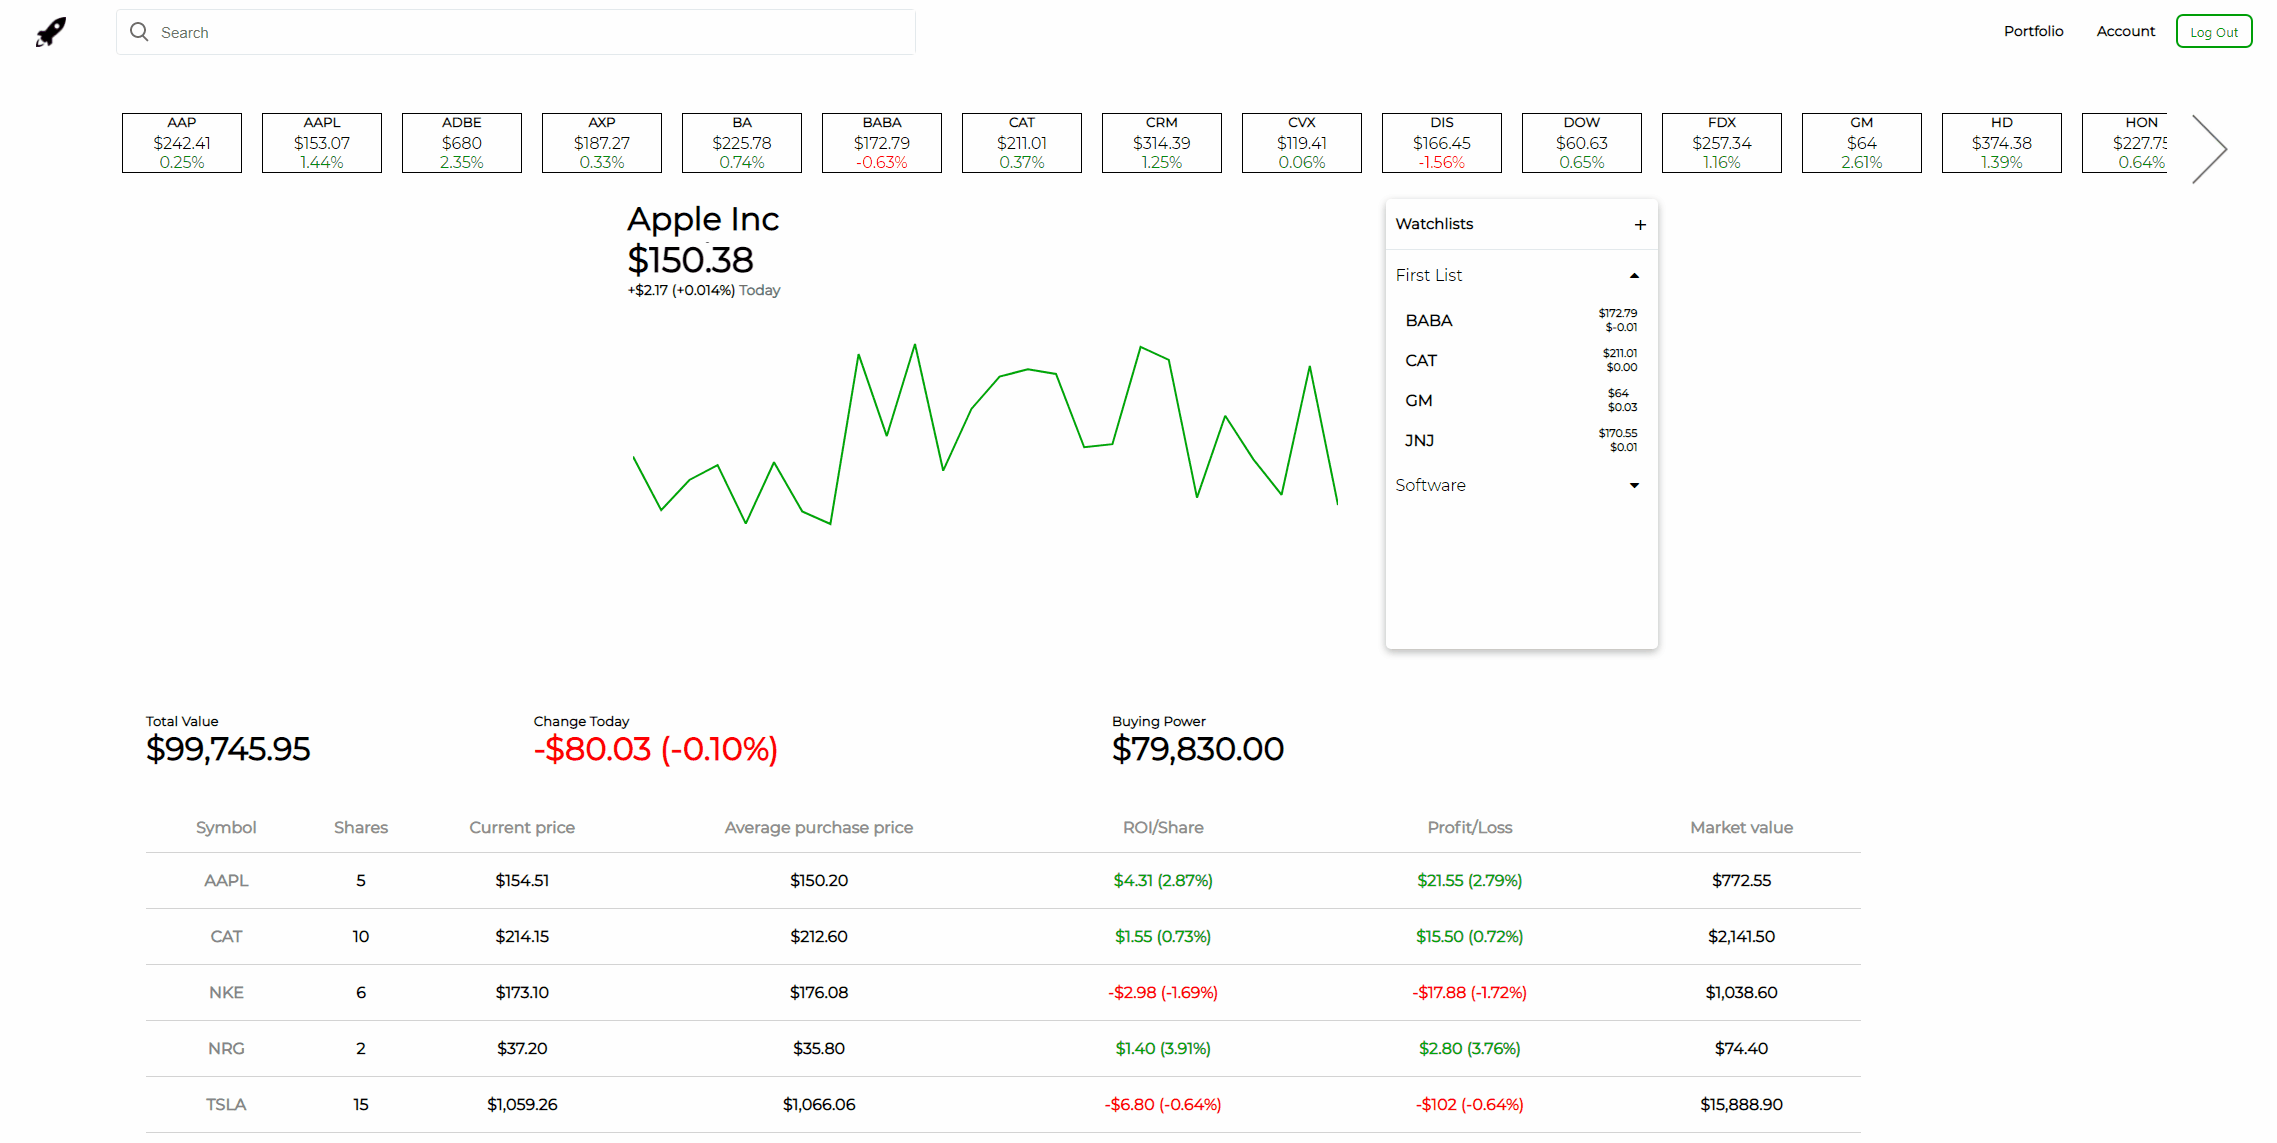 Search
Portfolio Account Log Out
AAP AAPL ADBE AXP BA BABA CAT CRM CVX DIS DOW FDX GM HD HON
$242.41 $153.07 $680 $187.27 $225.78 $172.79 $211.01 $314.39 $119.41 $166.45 $60.63 $257.34 $64 $374.38 $227.75
0.25% 1.44% 2.35% 0.33% 0.74% -0.63% 0.37% 1.25% 0.06% -1.56% 0.65% 1.16% 2.61% 1.39% 0.64%
Apple Inc
$150.38
+$2.17 (+0.014%) Today
Watchlists +
First List
BABA $172.79
$-0.01
CAT $211.01
$0.00
GM $64
$0.03
JNJ $170.55
$0.01
Software
Total Value Change Today Buying Power
$99,745.95 -$80.03 (-0.10%) $79,830.00
Symbol Shares Current price Average purchase price ROI/Share Profit/Loss Market value
AAPL 5 $154.51 $150.20 $4.31 (2.87%) $21.55 (2.79%) $772.55
CAT 10 $214.15 $212.60 $1.55 (0.73%) $15.50 (0.72%) $2,141.50
NKE 6 $173.10 $176.08 -$2.98 (-1.69%) -$17.88 (-1.72%) $1,038.60
NRG 2 $37.20 $35.80 $1.40 (3.91%) $2.80 (3.76%) $74.40
TSLA 15 $1,059.26 $1,066.06 -$6.80 (-0.64%) -$102 (-0.64%) $15,888.90